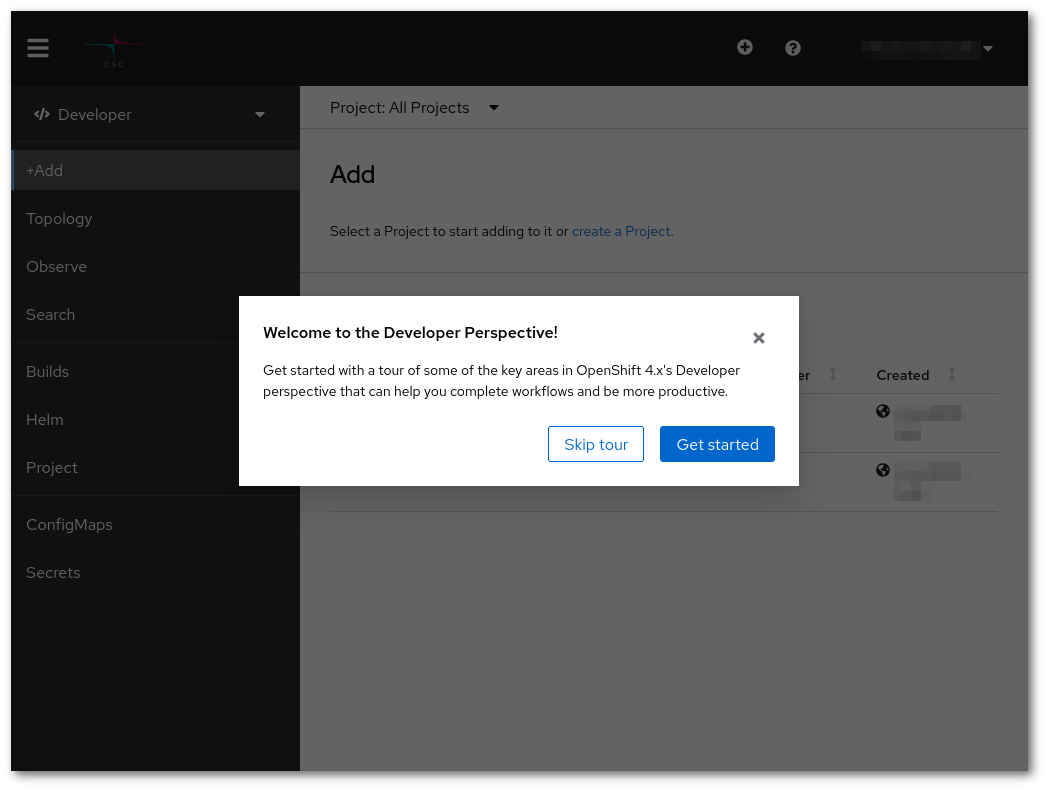 CSC
Developer
Project: All Projects
+Add
Add
Topology
Select a Project to start adding to it or create a Project.
Observe
Search
Welcome to the Developer Perspective!
Get started with a tour of some of the key areas in OpenShift 4.x's Developer
perspective that can help you complete workflows and be more productive.
Skip tour
Get started
Created
Builds
Helm
Project
ConfigMaps
Secrets